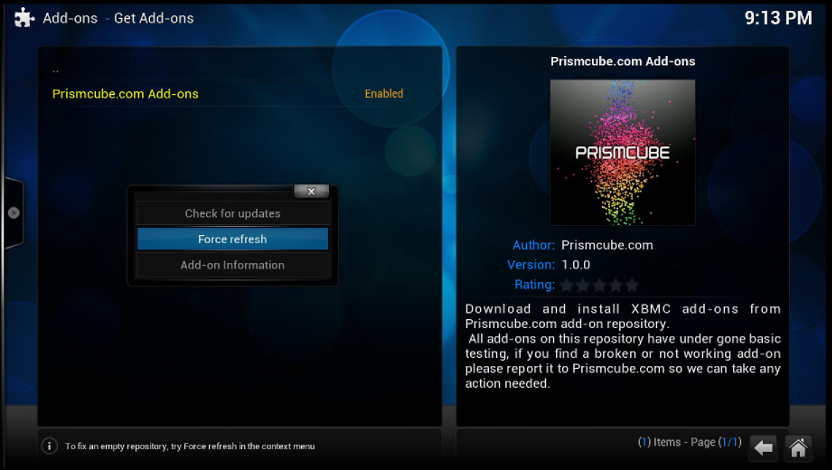 Add-ons - Get Add-ons
9:13 PM
..
Prismcube.com Add-ons Enabled
Check for updates
Force refresh
Add-on Information
Prismcube.com Add-ons
PRISMCUBE
Author: Prismcube.com
Version: 1.0.0
Rating:
Download and install XBMC add-ons from
Prismcube.com add-on repository.
All add-ons on this repository have under gone basic
testing, if you find a broken or not working add-on
please report it to Prismcube.com so we can take any
action needed.
To fix an empty repository, try Force refresh in the context menu
(1) Items - Page (1/1)